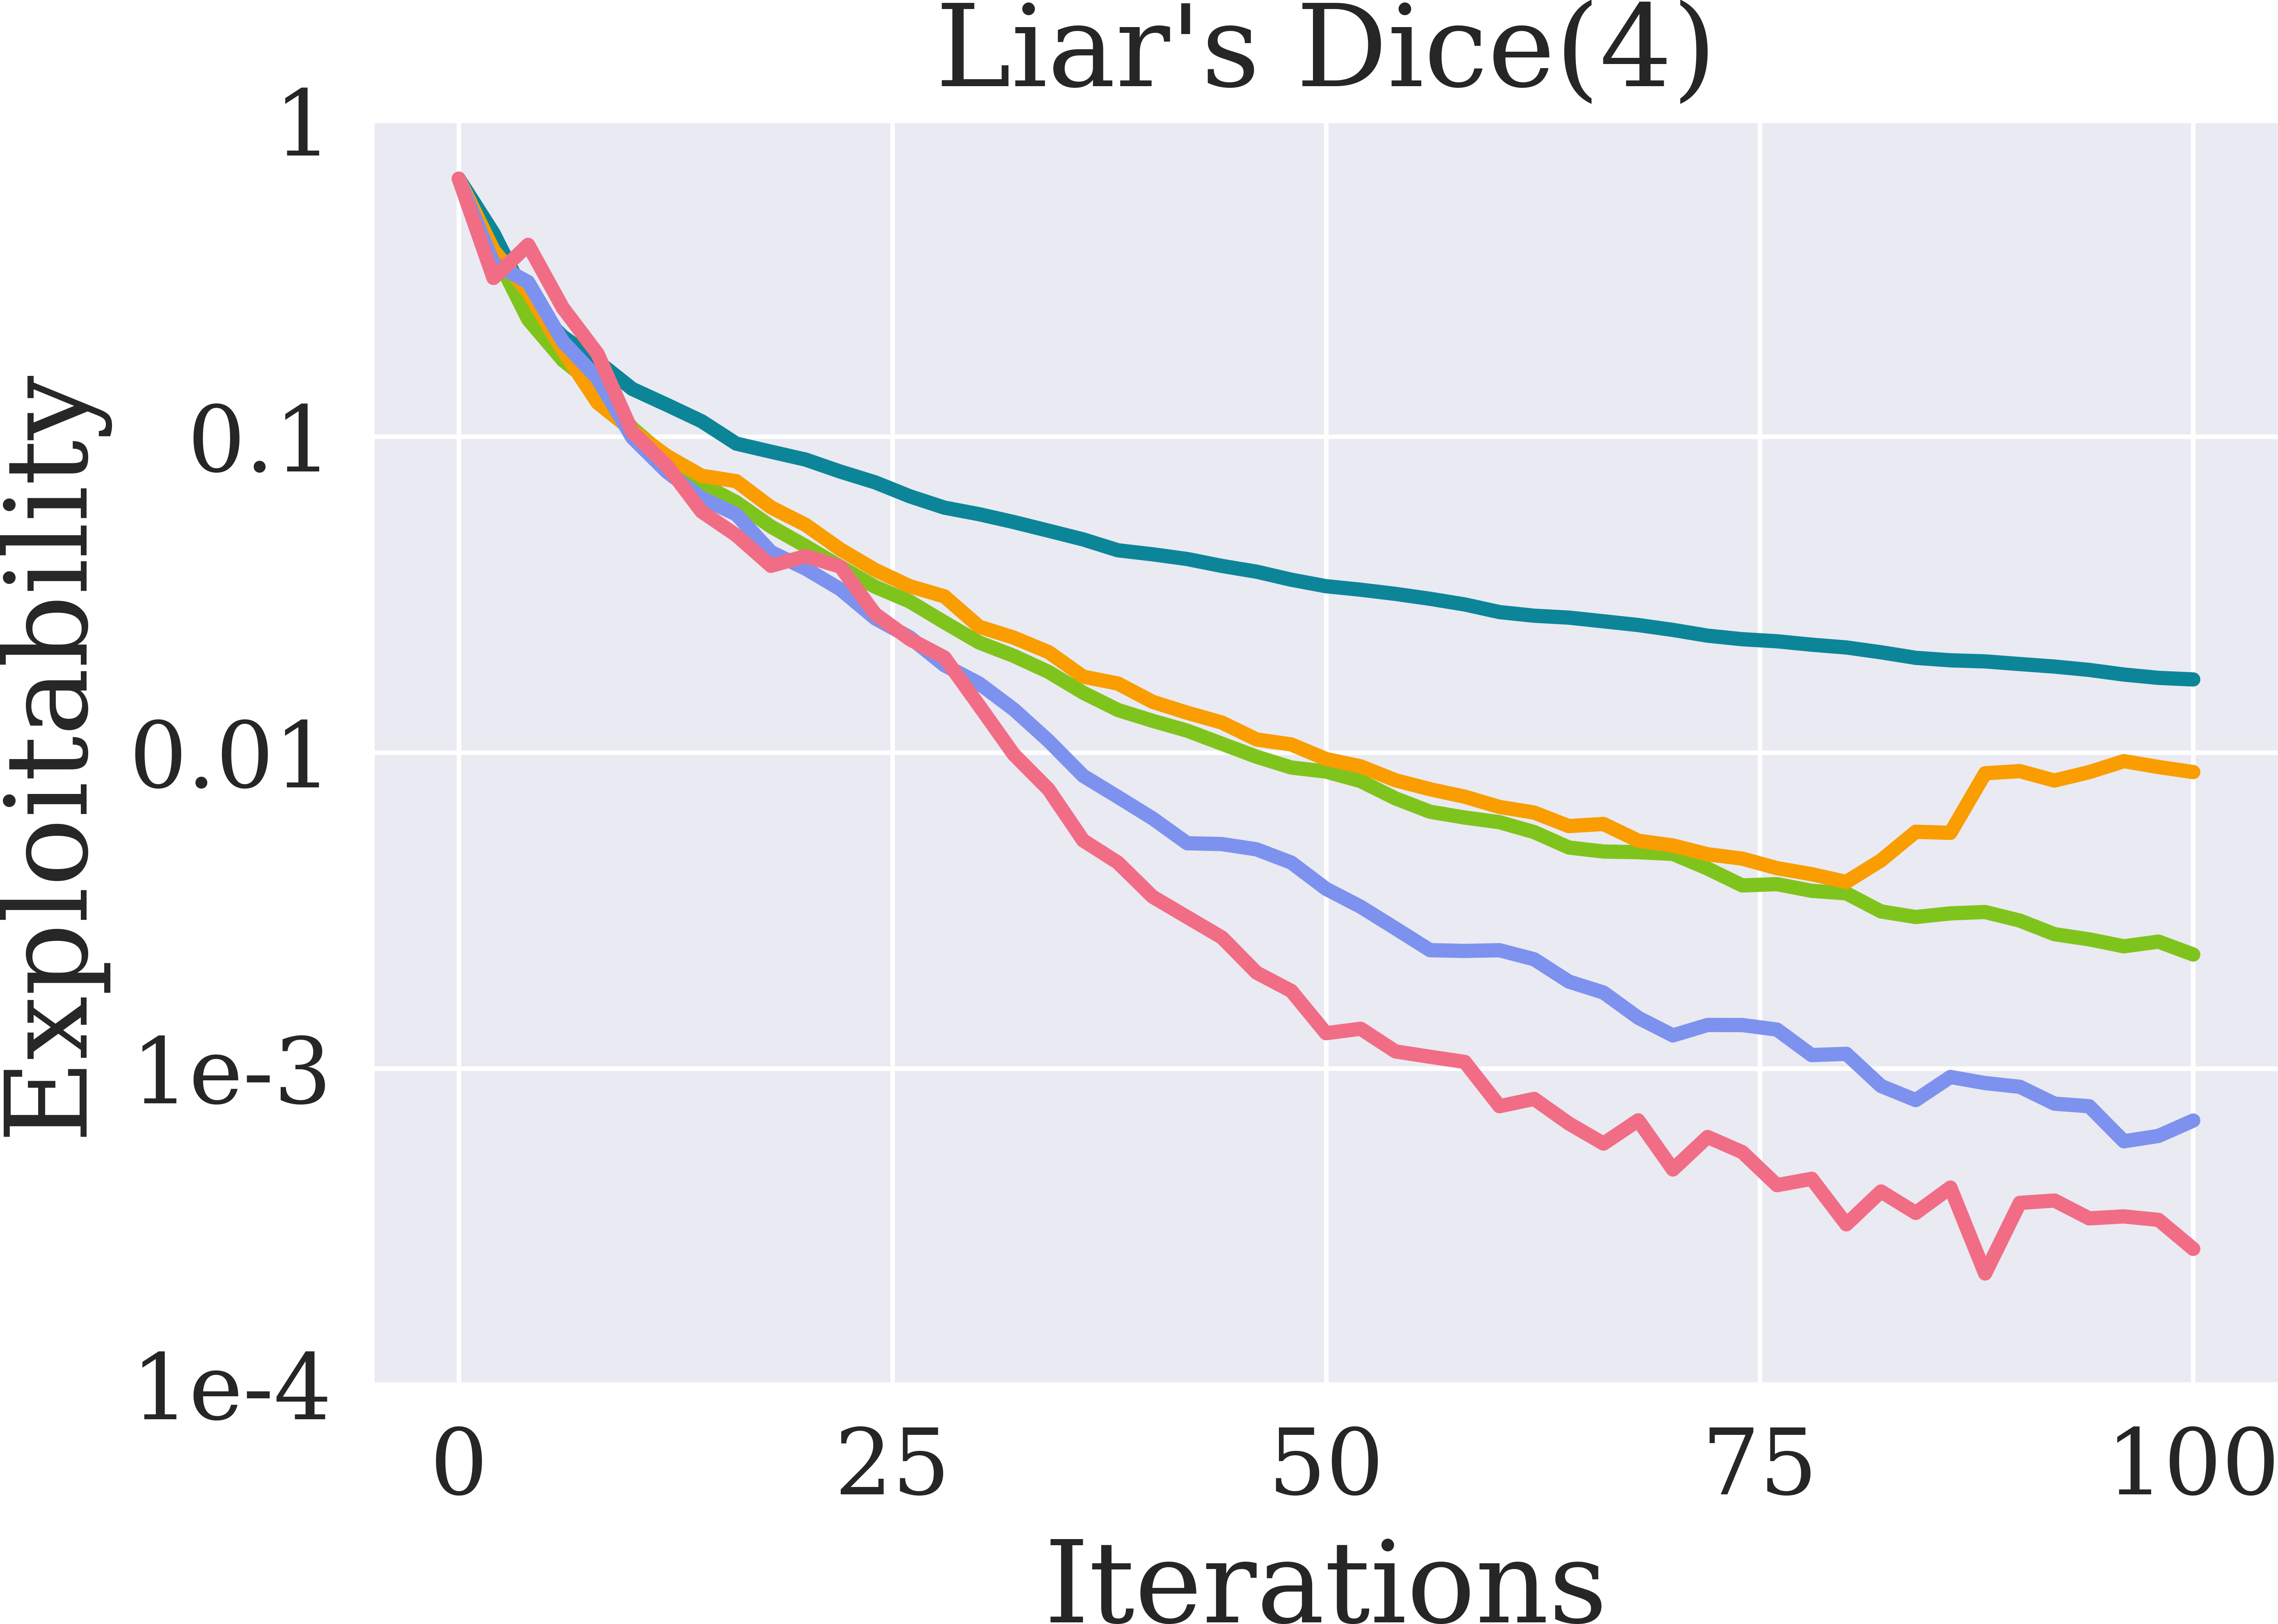 Liar's Dice(4)
Exploitability
1
0.1
0.01
1e-3
1e-4
0 25 50 75 100
Iterations